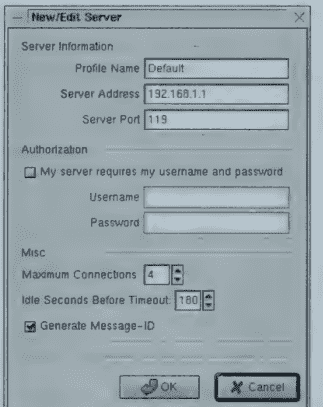 New/Edit Server
Server Information
Profile Name Default
Server Address 192.168.1.1
Server Port 119
Authorization
My server requires my username and password
Username
Password
Misc
Maximum Connections 4
Idle Seconds Before Timeout: 180
Generate Message-ID
OK
Cancel